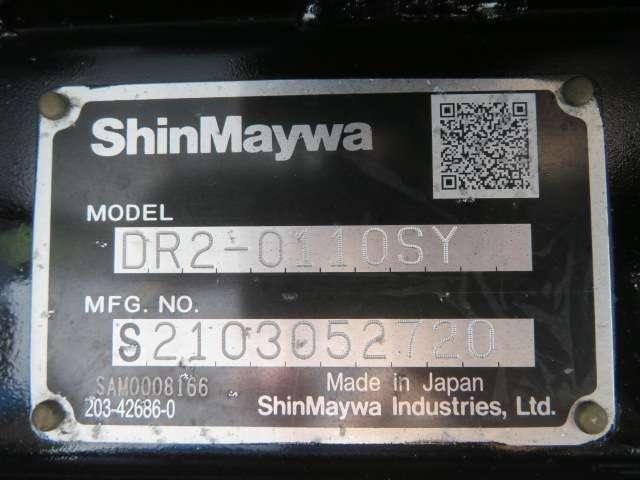 ShinMaywa
MODEL
DR2-0110SY
MFG. NO.
S2103052720
SAM0008166
Made in Japan
203-42686-0
ShinMaywa Industries, Ltd.